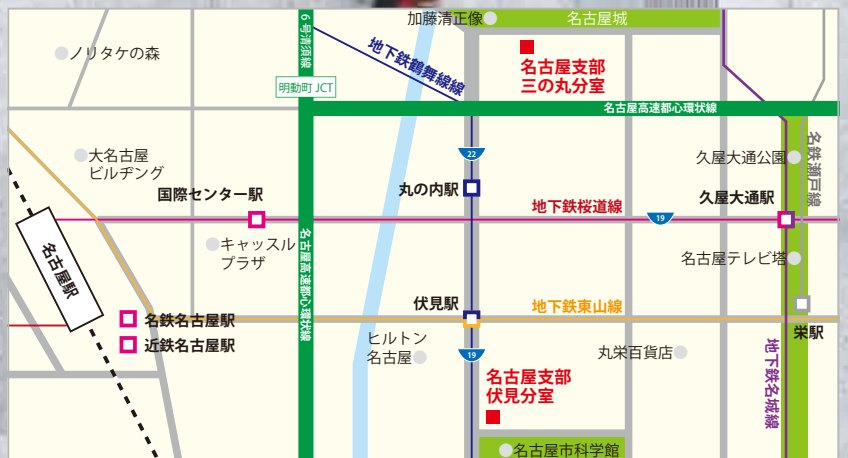 加藤清正像
名古屋城
6号清須線
ノリタケの森
地下鉄鶴舞線線
名古屋支部
三の丸分室
明動町 JCT
名古屋高速都心環状線
22
大名古屋
ビルヂング
久屋大通公園
名鉄瀬戸線
国際センター駅
丸の内駅
久屋大通駅
地下鉄桜道線
19
名古屋駅
キャッスル
プラザ
名古屋高速都心環状線
名古屋テレビ塔
伏見駅
地下鉄東山線
名鉄名古屋駅
近鉄名古屋駅
栄駅
ヒルトン
名古屋
19
丸栄百貨店
地下鉄名城線
名古屋支部
伏見分室
名古屋市科学館